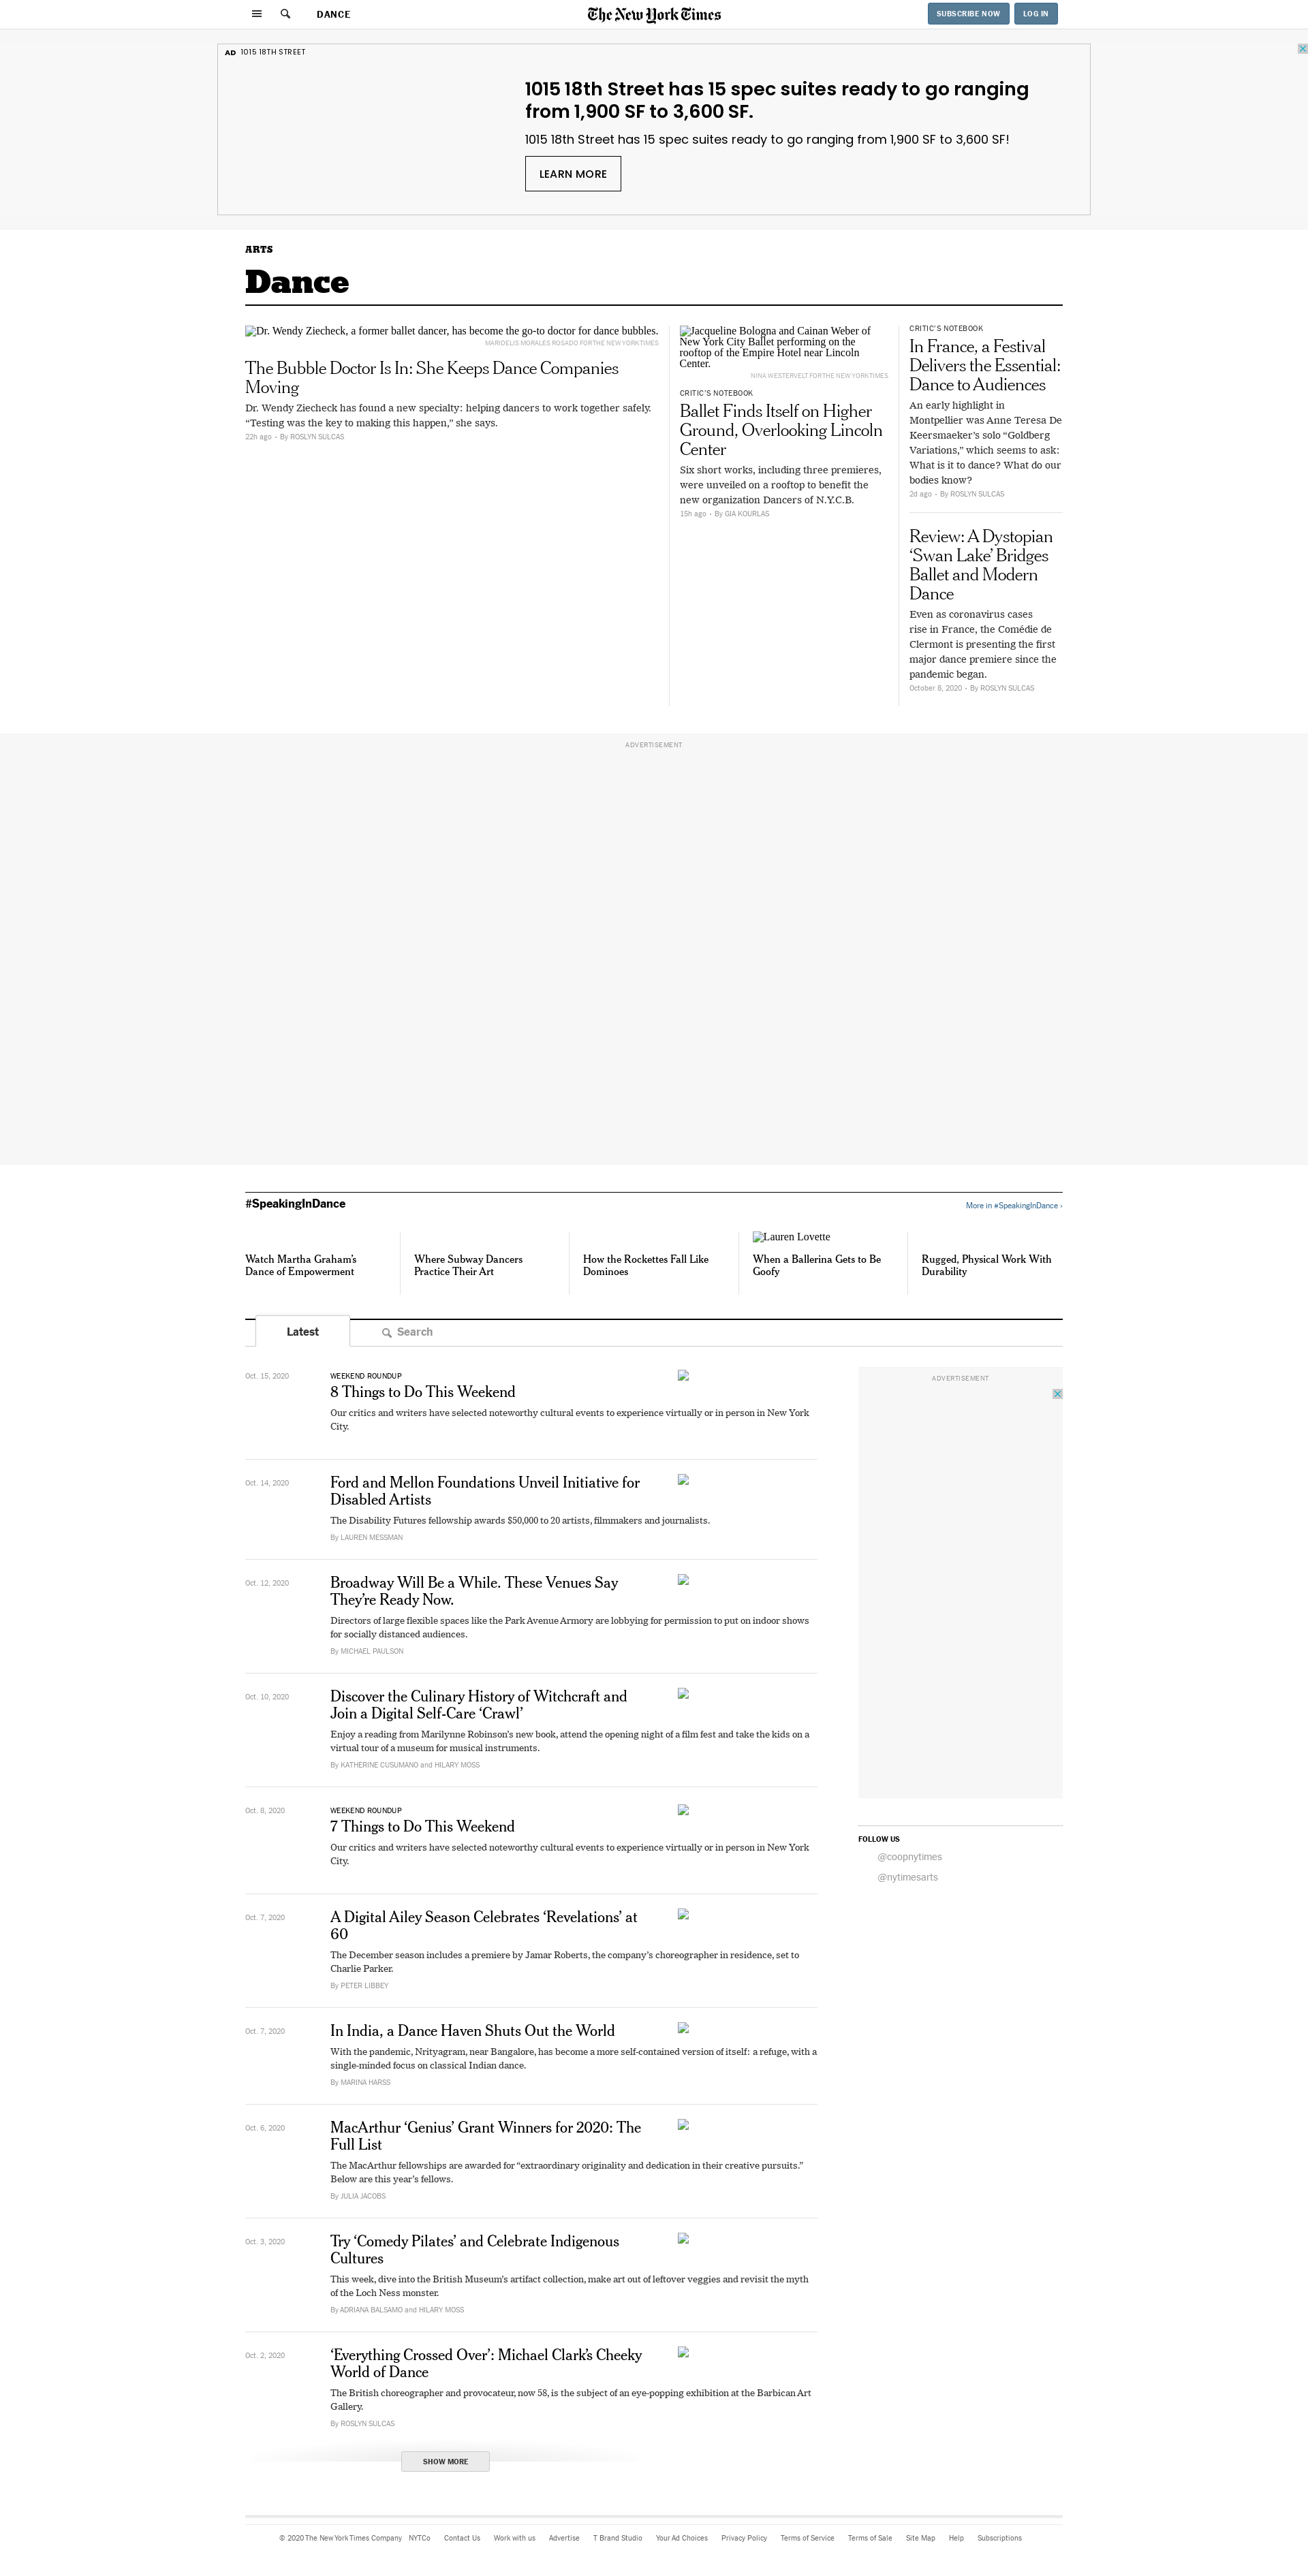 DANCE
The New York Times
SUBSCRIBE NOW
LOG IN
AD 1015 18TH STREET
1015 18th Street has 15 spec suites ready to go ranging
from 1,900 SF to 3,600 SF.
1015 18th Street has 15 spec suites ready to go ranging from 1,900 SF to 3,600 SF!
LEARN MORE
ARTS
Dance
Dr. Wendy Ziecheck, a former ballet dancer, has become the go-to doctor for dance bubbles.
MARIDELIS MORALES ROSADO FOR THE NEW YORK TIMES
The Bubble Doctor Is In: She Keeps Dance Companies
Moving
Dr. Wendy Ziecheck has found a new specialty: helping dancers to work together safely.
“Testing was the key to making this happen,” she says.
22h ago • By ROSLYN SULCAS
Jacqueline Bologna and Cainan Weber of
New York City Ballet performing on the
rooftop of the Empire Hotel near Lincoln
Center.
NINA WESTERVELT FOR THE NEW YORK TIMES
CRITIC’S NOTEBOOK
Ballet Finds Itself on Higher
Ground, Overlooking Lincoln
Center
Six short works, including three premieres,
were unveiled on a rooftop to benefit the
new organization Dancers of N.Y.C.B.
15h ago • By GIA KOURLAS
CRITIC’S NOTEBOOK
In France, a Festival
Delivers the Essential:
Dance to Audiences
An early highlight in
Montpellier was Anne Teresa De
Keersmaeker’s solo “Goldberg
Variations,” which seems to ask:
What is it to dance? What do our
bodies know?
2d ago • By ROSLYN SULCAS
Review: A Dystopian
‘Swan Lake’ Bridges
Ballet and Modern
Dance
Even as coronavirus cases
rise in France, the Comédie de
Clermont is presenting the first
major dance premiere since the
pandemic began.
October 8, 2020 • By ROSLYN SULCAS
ADVERTISEMENT
#SpeakingInDance
More in #SpeakingInDance ›
Watch Martha Graham’s
Dance of Empowerment
Where Subway Dancers
Practice Their Art
How the Rockettes Fall Like
Dominoes
Lauren Lovette
When a Ballerina Gets to Be
Goofy
Rugged, Physical Work With
Durability
Latest
Search
Oct. 15, 2020
WEEKEND ROUNDUP
8 Things to Do This Weekend
Our critics and writers have selected noteworthy cultural events to experience virtually or in person in New York
City.
Oct. 14, 2020
Ford and Mellon Foundations Unveil Initiative for
Disabled Artists
The Disability Futures fellowship awards $50,000 to 20 artists, filmmakers and journalists.
By LAUREN MESSMAN
Oct. 12, 2020
Broadway Will Be a While. These Venues Say
They’re Ready Now.
Directors of large flexible spaces like the Park Avenue Armory are lobbying for permission to put on indoor shows
for socially distanced audiences.
By MICHAEL PAULSON
Oct. 10, 2020
Discover the Culinary History of Witchcraft and
Join a Digital Self-Care ‘Crawl’
Enjoy a reading from Marilynne Robinson’s new book, attend the opening night of a film fest and take the kids on a
virtual tour of a museum for musical instruments.
By KATHERINE CUSUMANO and HILARY MOSS
Oct. 8, 2020
WEEKEND ROUNDUP
7 Things to Do This Weekend
Our critics and writers have selected noteworthy cultural events to experience virtually or in person in New York
City.
Oct. 7, 2020
A Digital Ailey Season Celebrates ‘Revelations’ at
60
The December season includes a premiere by Jamar Roberts, the company’s choreographer in residence, set to
Charlie Parker.
By PETER LIBBEY
Oct. 7, 2020
In India, a Dance Haven Shuts Out the World
With the pandemic, Nrityagram, near Bangalore, has become a more self-contained version of itself: a refuge, with a
single-minded focus on classical Indian dance.
By MARINA HARSS
Oct. 6, 2020
MacArthur ‘Genius’ Grant Winners for 2020: The
Full List
The MacArthur fellowships are awarded for “extraordinary originality and dedication in their creative pursuits.”
Below are this year’s fellows.
By JULIA JACOBS
Oct. 3, 2020
Try ‘Comedy Pilates’ and Celebrate Indigenous
Cultures
This week, dive into the British Museum’s artifact collection, make art out of leftover veggies and revisit the myth
of the Loch Ness monster.
By ADRIANA BALSAMO and HILARY MOSS
Oct. 2, 2020
‘Everything Crossed Over’: Michael Clark’s Cheeky
World of Dance
The British choreographer and provocateur, now 58, is the subject of an eye-popping exhibition at the Barbican Art
Gallery.
By ROSLYN SULCAS
SHOW MORE
ADVERTISEMENT
FOLLOW US
@coopnytimes
@nytimesarts
© 2020 The New York Times Company NYTCo Contact Us Work with us Advertise T Brand Studio Your Ad Choices Privacy Policy Terms of Service Terms of Sale Site Map Help Subscriptions